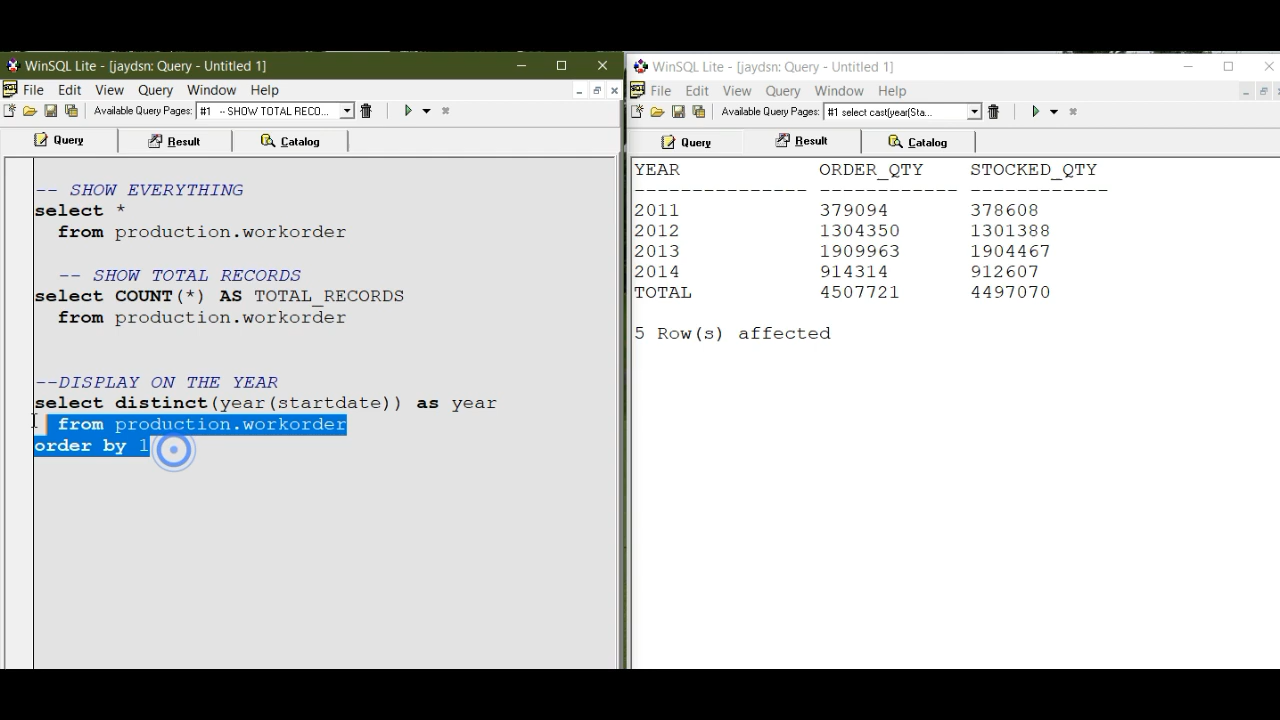 WinSQL Lite - [jaydsn: Query - Untitled 1]
File Edit View Query Window Help
Available Query Pages: #1 -- SHOW TOTAL RECO...
Query Result Catalog
-- SHOW EVERYTHING
select *
from production.workorder
-- SHOW TOTAL RECORDS
select COUNT(*) AS TOTAL_RECORDS
from production.workorder
--DISPLAY ON THE YEAR
select distinct(year(startdate)) as year
from production.workorder
order by 1
WinSQL Lite - [jaydsn: Query - Untitled 1]
File Edit View Query Window Help
Available Query Pages: #1 select cast(year(Sta...
Query Result Catalog
YEAR ORDER_QTY STOCKED_QTY
--------------- ------------ ------------
2011 379094 378608
2012 1304350 1301388
2013 1909963 1904467
2014 914314 912607
TOTAL 4507721 4497070
5 Row(s) affected